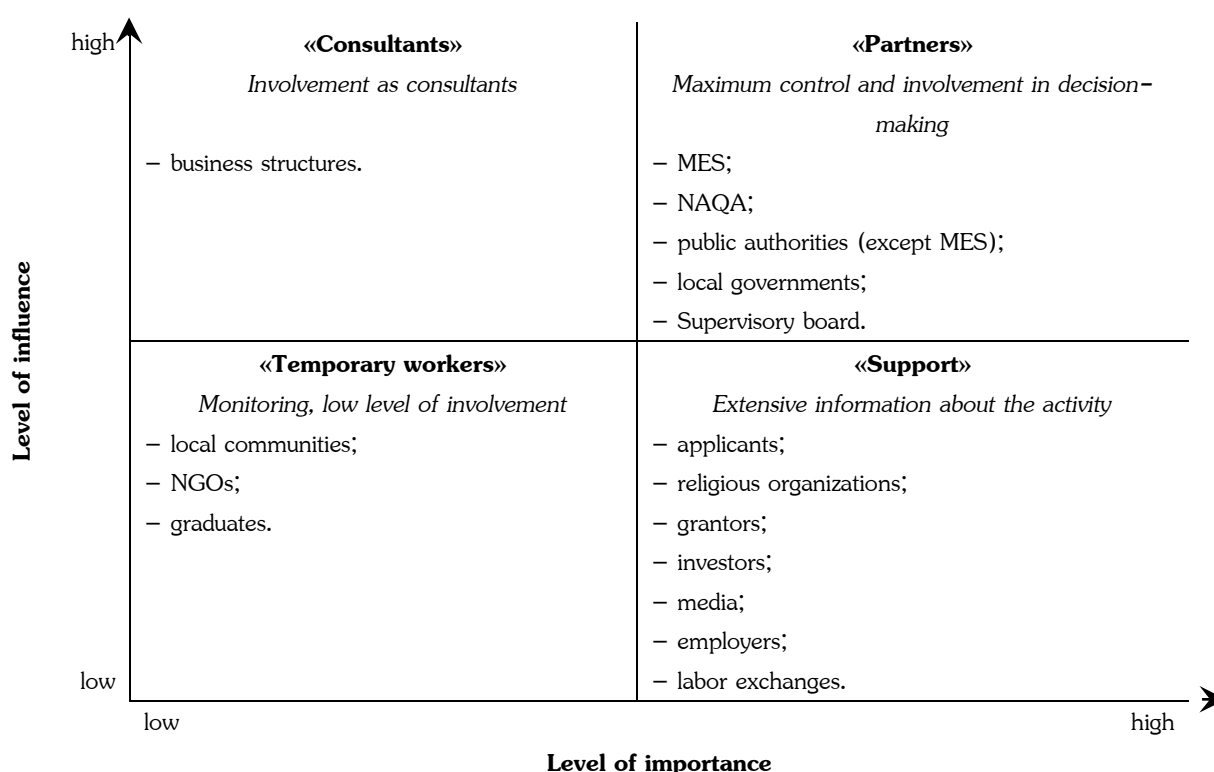 high
«Consultants»
Involvement as consultants
– business structures.
«Partners»
Maximum control and involvement in decision–
making
– MES;
– NAQA;
– public authorities (except MES);
– local governments;
– Supervisory board.
Level of influence
«Temporary workers»
Monitoring, low level of involvement
– local communities;
– NGOs;
– graduates.
«Support»
Extensive information about the activity
– applicants;
– religious organizations;
– grantors;
– investors;
– media;
– employers;
– labor exchanges.
low
low
high
Level of importance